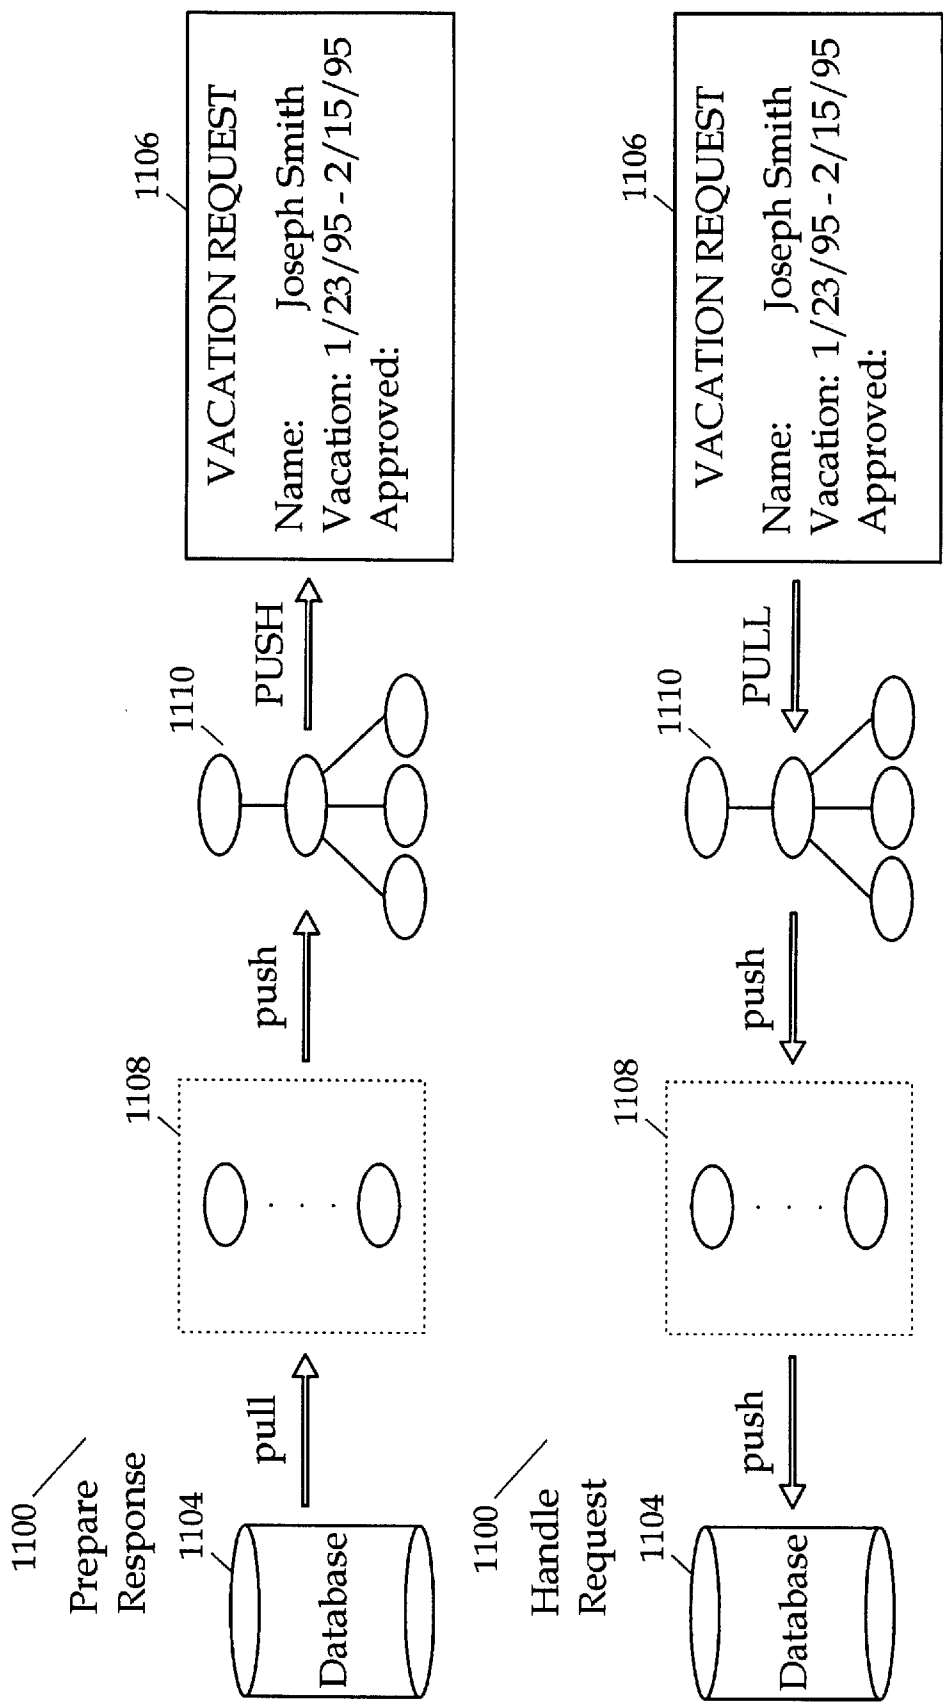 1100
Prepare
Response
1104
Database
pull
1108
push
1110
PUSH
1106
VACATION REQUEST
Name: Joseph Smith
Vacation: 1/23/95 - 2/15/95
Approved:
1100
Handle
Request
1104
Database
push
1108
push
1110
PULL
1106
VACATION REQUEST
Name: Joseph Smith
Vacation: 1/23/95 - 2/15/95
Approved: